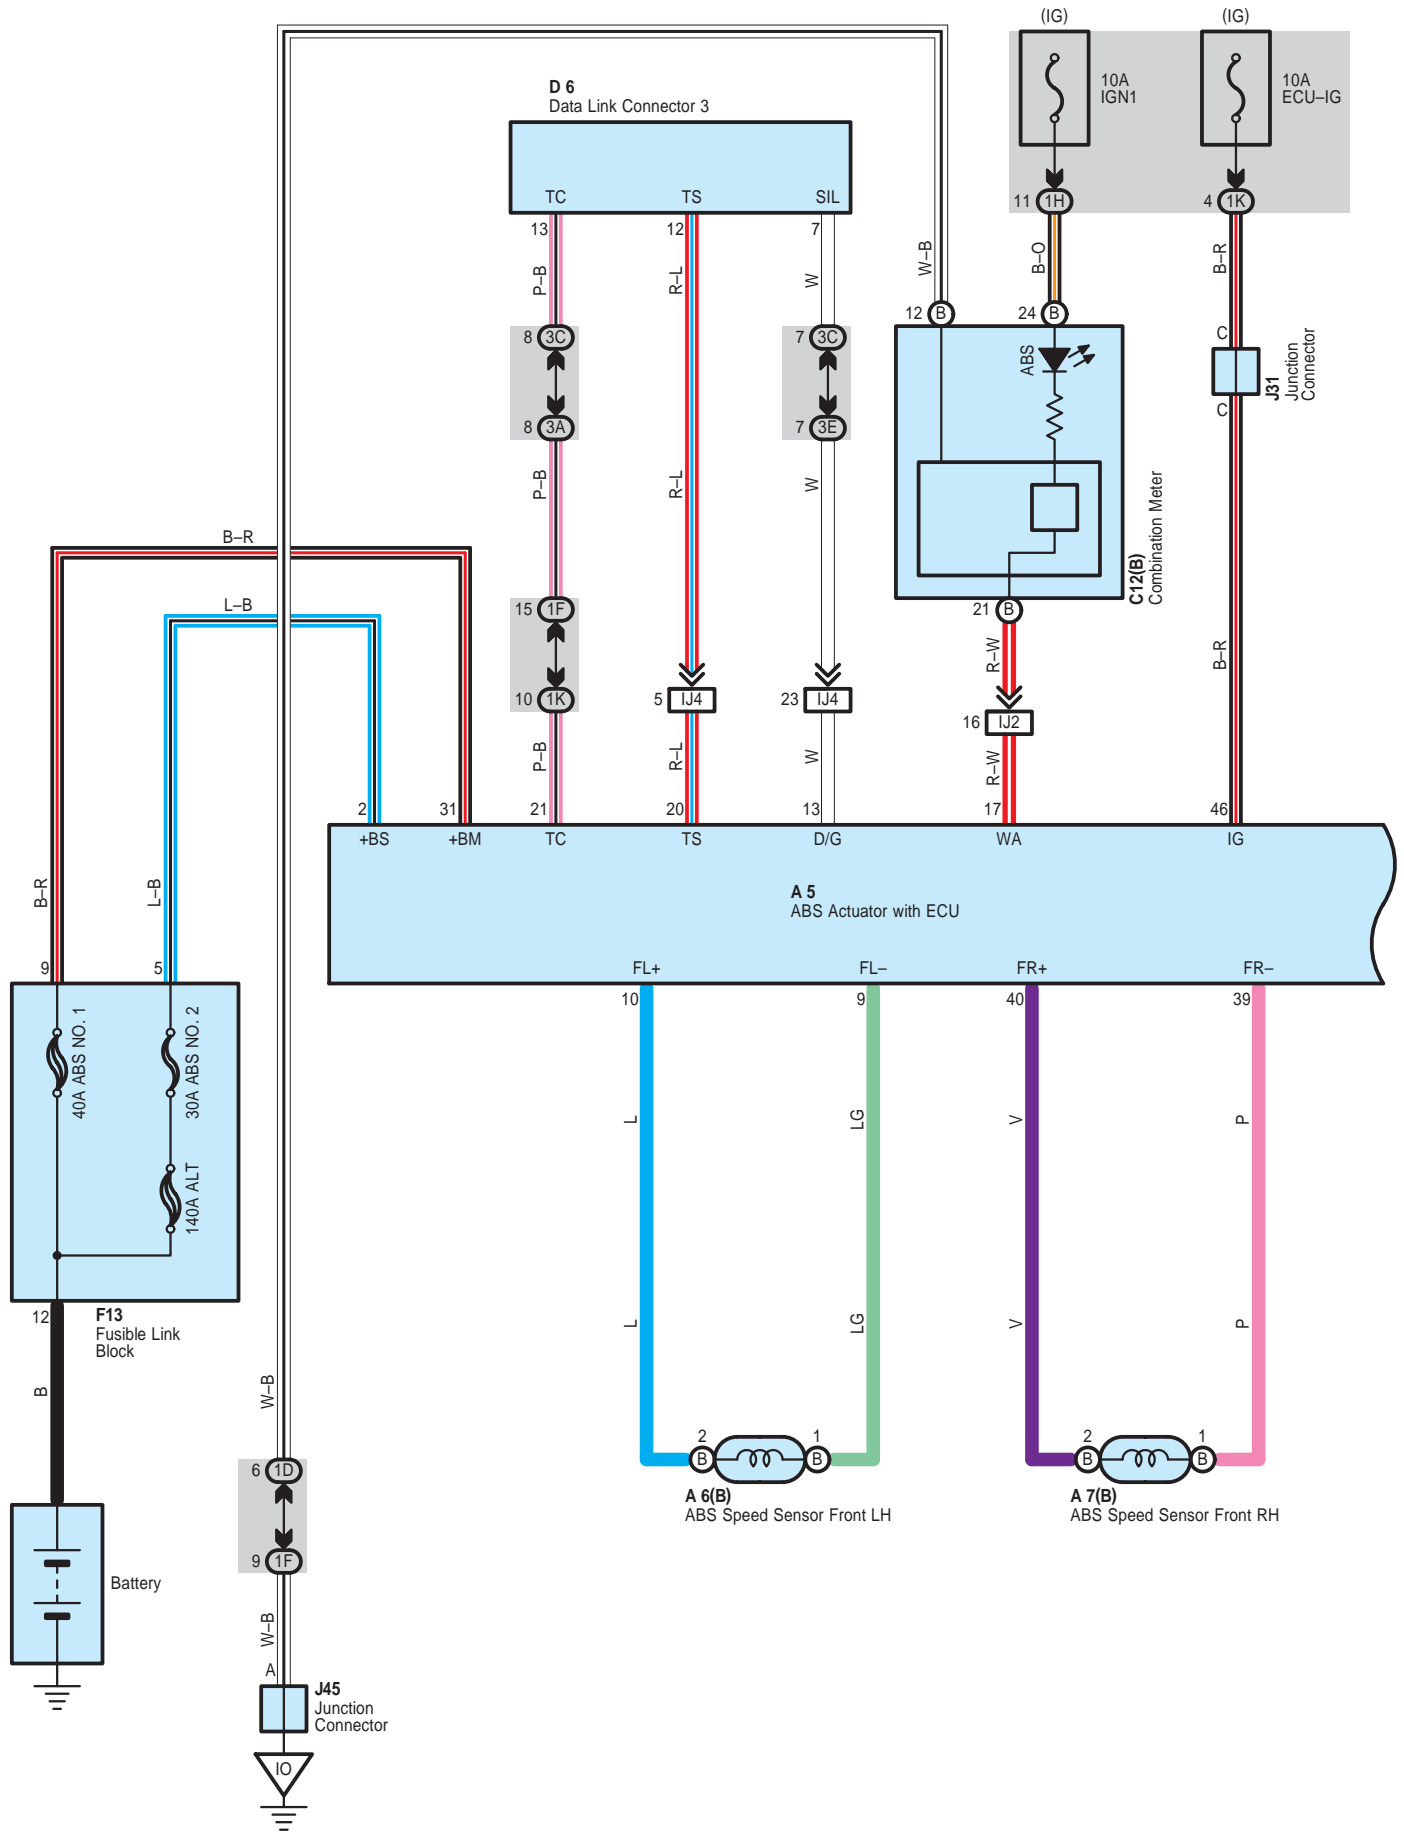 (IG)
(IG)
10A
IGN1
10A
ECU–IG
11 1H
4 1K
D 6
Data Link Connector 3
TC
TS
SIL
13
12
7
P–B
R–L
W
W–B
B–O
B–R
8 3C
7 3C
12 B
24 B
ABS
C
J31
Junction
Connector
C
8 3A
7 3E
P–B
R–L
W
C12(B)
Combination Meter
B–R
L–B
15 1F
21 B
R–W
B–R
10 1K
5 IJ4
23 IJ4
16 IJ2
P–B
R–L
W
R–W
2
31
21
20
13
17
46
+BS
+BM
TC
TS
D/G
WA
IG
A 5
ABS Actuator with ECU
B–R
L–B
FL+
FL–
FR+
FR–
9
5
10
9
40
39
40A ABS NO. 1
30A ABS NO. 2
140A ALT
L
LG
V
P
12
F13
Fusible Link
Block
L
LG
V
P
B
W–B
2
1
2
1
B
B
B
B
A 6(B)
ABS Speed Sensor Front LH
A 7(B)
ABS Speed Sensor Front RH
6 1D
9 1F
Battery
W–B
A
J45
Junction
Connector
IO